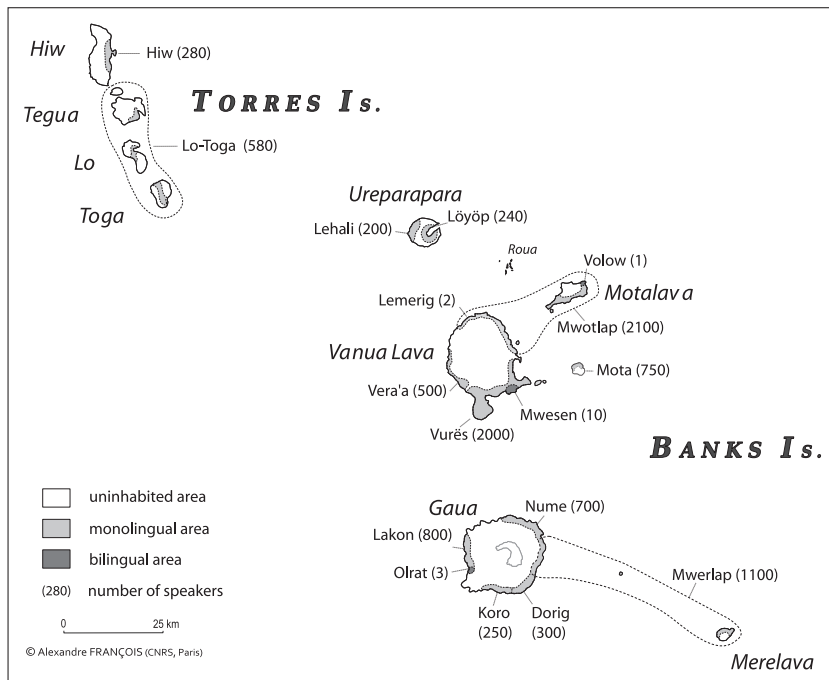 Hiw
Hiw (280)
TORRES IS.
Tegua
Lo-Toga (580)
Lo
Toga
Ureparapara
Löyöp (240)
Lehali (200)
Roua
Volow (1)
Motalava
Lemerig (2)
Mwotlap (2100)
Vanua Lava
Mota (750)
Vera'a (500)
Mwesen (10)
Vurës (2000)
BANKS IS.
uninhabited area
monolingual area
bilingual area
(280) number of speakers
0 25 km
© Alexandre FRANÇOIS (CNRS, Paris)
Gaua
Nume (700)
Lakon (800)
Olrat (3)
Mwerlap (1100)
Koro
(250)
Dorig
(300)
Merelava